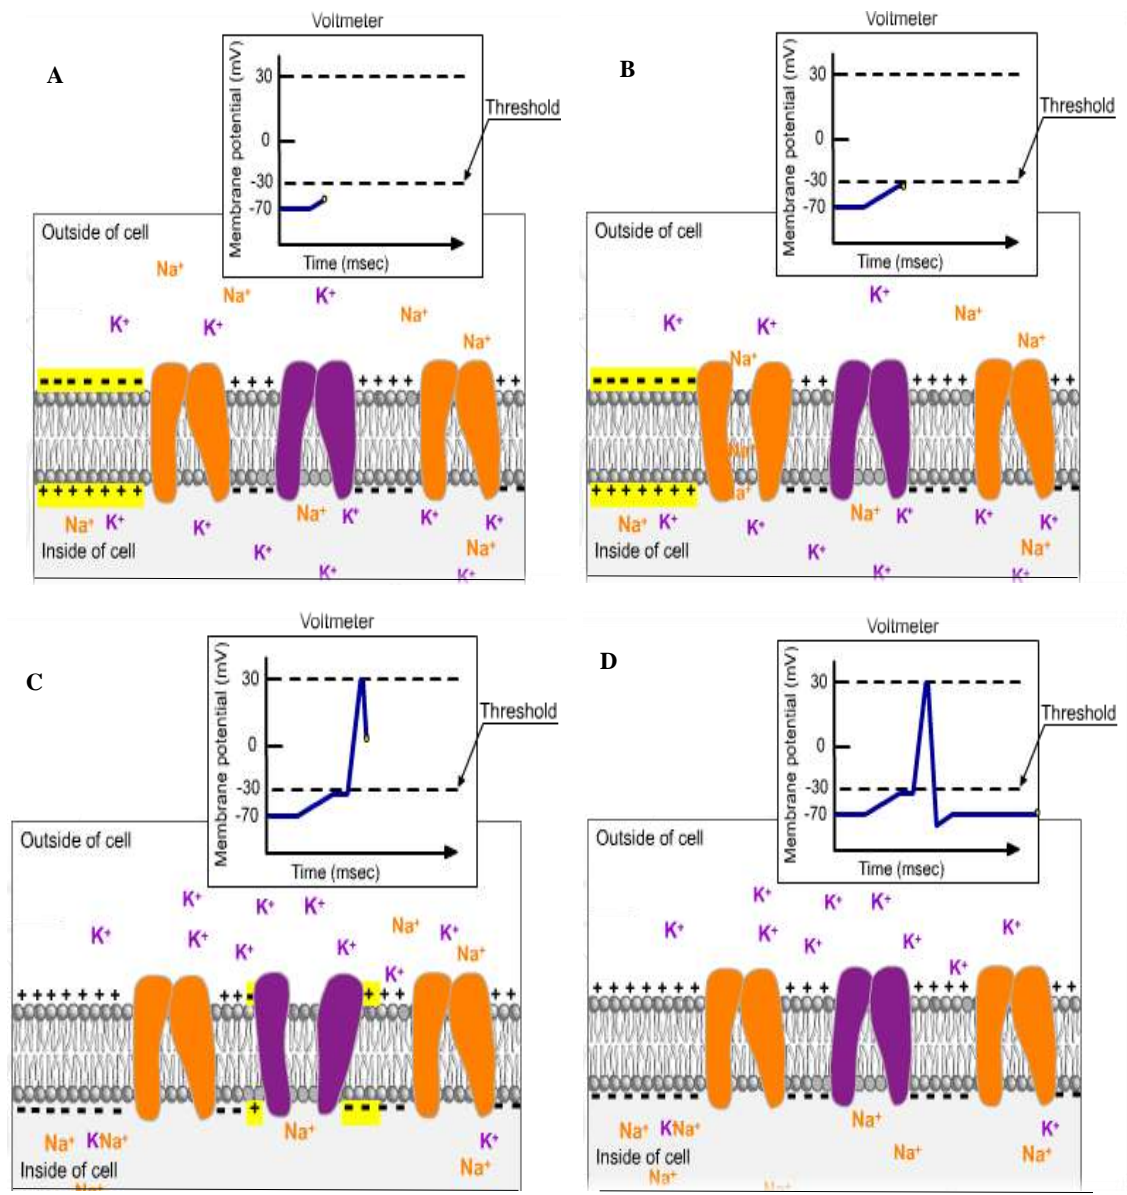 A
Voltmeter
Membrane potential (mV)
30
0
-30
-70
Threshold
Time (msec)
Outside of cell
Na⁺
Na⁺ K⁺ Na⁺
K⁺ K⁺ Na⁺
- - - - - - -
+ + + + + + + + + +
+ + + + + + +
- - - - - - - - -
Na⁺ K⁺ K⁺ Na⁺ K⁺ K⁺ K⁺
Inside of cell K⁺ Na⁺
K⁺ K⁺
B
Voltmeter
Membrane potential (mV)
30
0
-30
-70
Threshold
Time (msec)
Outside of cell
K⁺ Na⁺
K⁺ K⁺ Na⁺
Na⁺
- - - - - - -
+ + + + + + + + +
Na⁺
Na⁺
+ + + + + + +
- - - - - - - - -
Na⁺ K⁺ K⁺ Na⁺ K⁺ K⁺ K⁺
Inside of cell K⁺ Na⁺
K⁺ K⁺
C
Voltmeter
Membrane potential (mV)
30
0
-30
-70
Threshold
Time (msec)
Outside of cell
K⁺ K⁺ K⁺
K⁺ K⁺ K⁺ K⁺ Na⁺ K⁺ Na⁺
K⁺
+ + + + + + + + + - + + + + +
- - - - - - - - - + - - - - - -
Na⁺ K⁺ Na⁺ Na⁺ K⁺
Inside of cell Na⁺
Na⁺
D
Voltmeter
Membrane potential (mV)
30
0
-30
-70
Threshold
Time (msec)
Outside of cell
K⁺ K⁺ K⁺
K⁺ K⁺ K⁺ K⁺ K⁺
K⁺
+ + + + + + + + + + + + + + + + +
- - - - - - - - - - - - - - - - -
Na⁺ K⁺ Na⁺ Na⁺ K⁺
Inside of cell Na⁺ Na⁺
Na⁺